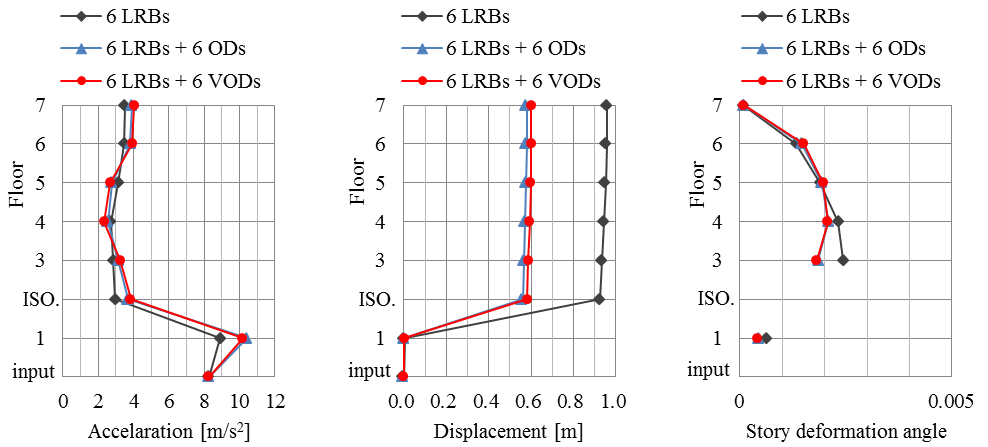 6 LRBs
6 LRBs + 6 ODs
6 LRBs + 6 VODs
7
6
5
4
3
ISO.
1
input
Floor
0 2 4 6 8 10 12
Accelaration [m/s²]
6 LRBs
6 LRBs + 6 ODs
6 LRBs + 6 VODs
7
6
5
4
3
ISO.
1
input
Floor
0.0 0.2 0.4 0.6 0.8 1.0
Displacement [m]
6 LRBs
6 LRBs + 6 ODs
6 LRBs + 6 VODs
7
6
5
4
3
ISO.
1
input
Floor
0 0.005
Story deformation angle